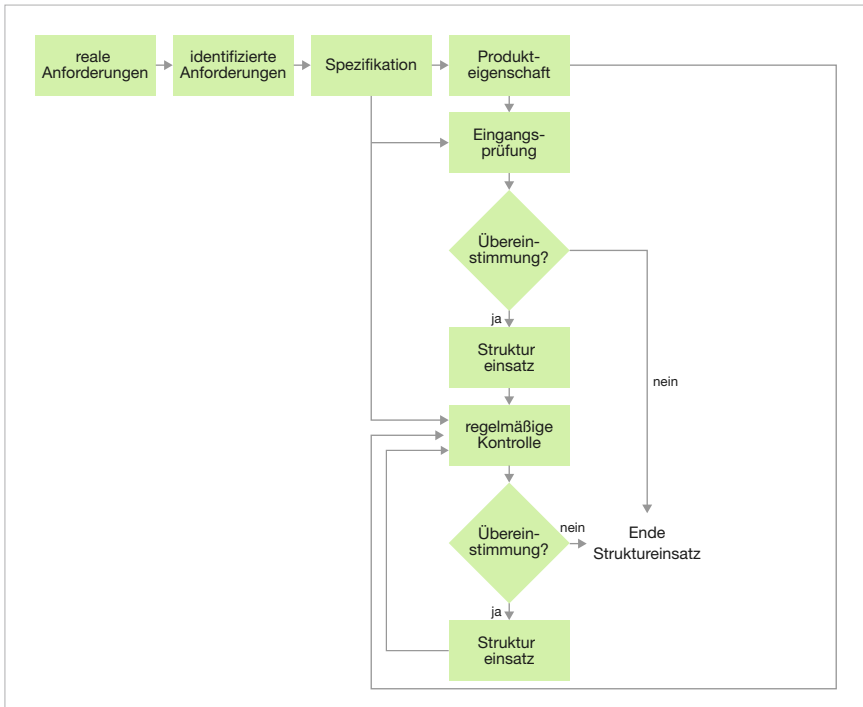 reale
Anforderungen
identifizierte
Anforderungen
Spezifikation
Produkt-
eigenschaft
Eingangs-
prüfung
Überein-
stimmung?
ja
Struktur
einsatz
nein
regelmäßige
Kontrolle
Überein-
stimmung?
nein
Ende
Struktureinsatz
ja
Struktur
einsatz